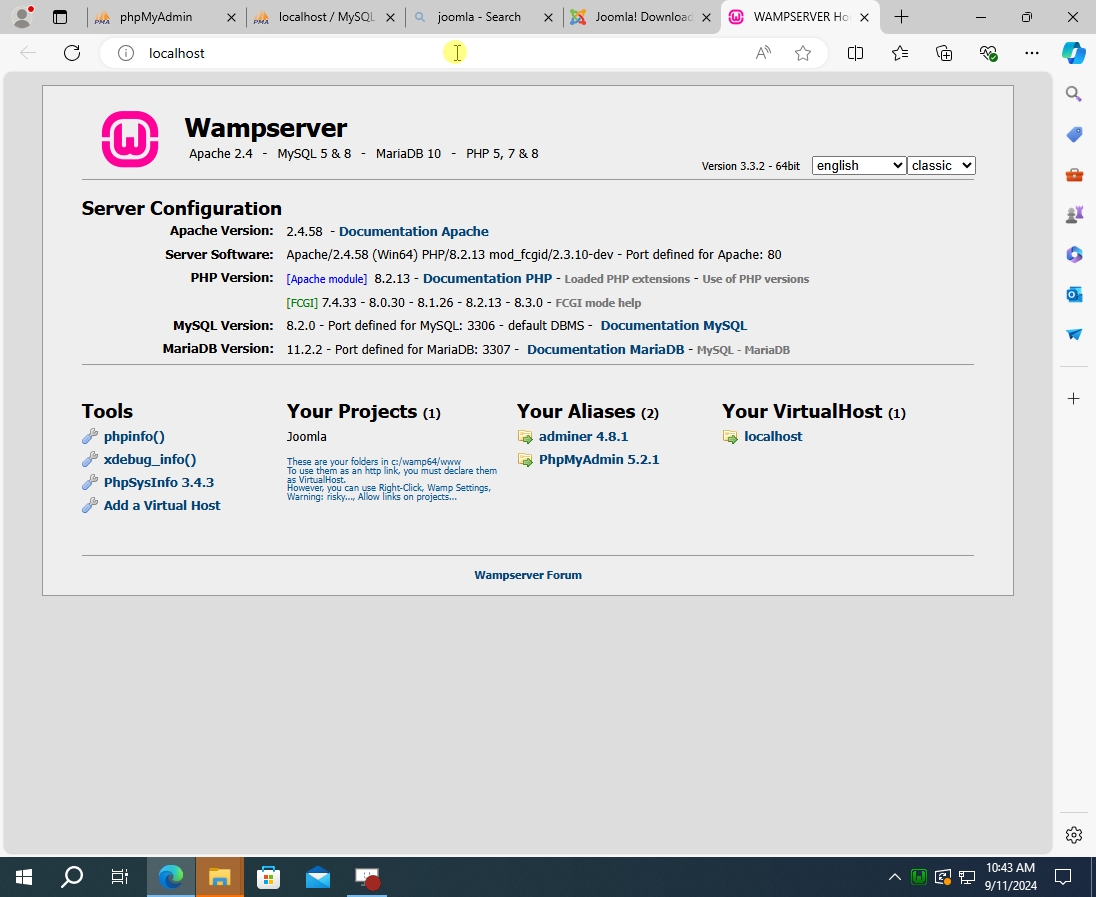 phpMyAdmin
localhost / MySQL
joomla - Search
Joomla! Download
WAMPSERVER Ho
localhost
Wampserver
Apache 2.4 - MySQL 5 & 8 - MariaDB 10 - PHP 5, 7 & 8
Version 3.3.2 - 64bit english classic
Server Configuration
Apache Version: 2.4.58 - Documentation Apache
Server Software: Apache/2.4.58 (Win64) PHP/8.2.13 mod_fcgid/2.3.10-dev - Port defined for Apache: 80
PHP Version: [Apache module] 8.2.13 - Documentation PHP - Loaded PHP extensions - Use of PHP versions
[FCGI] 7.4.33 - 8.0.30 - 8.1.26 - 8.2.13 - 8.3.0 - FCGI mode help
MySQL Version: 8.2.0 - Port defined for MySQL: 3306 - default DBMS - Documentation MySQL
MariaDB Version: 11.2.2 - Port defined for MariaDB: 3307 - Documentation MariaDB - MySQL - MariaDB
Tools
phpinfo()
xdebug_info()
PhpSysInfo 3.4.3
Add a Virtual Host
Your Projects (1)
Joomla
These are your folders in c:/wamp64/www
To use them as an http link, you must declare them
as VirtualHost.
However, you can use Right-Click, Wamp Settings,
Warning: risky..., Allow links on projects...
Your Aliases (2)
adminer 4.8.1
PhpMyAdmin 5.2.1
Your VirtualHost (1)
localhost
Wampserver Forum
10:43 AM
9/11/2024